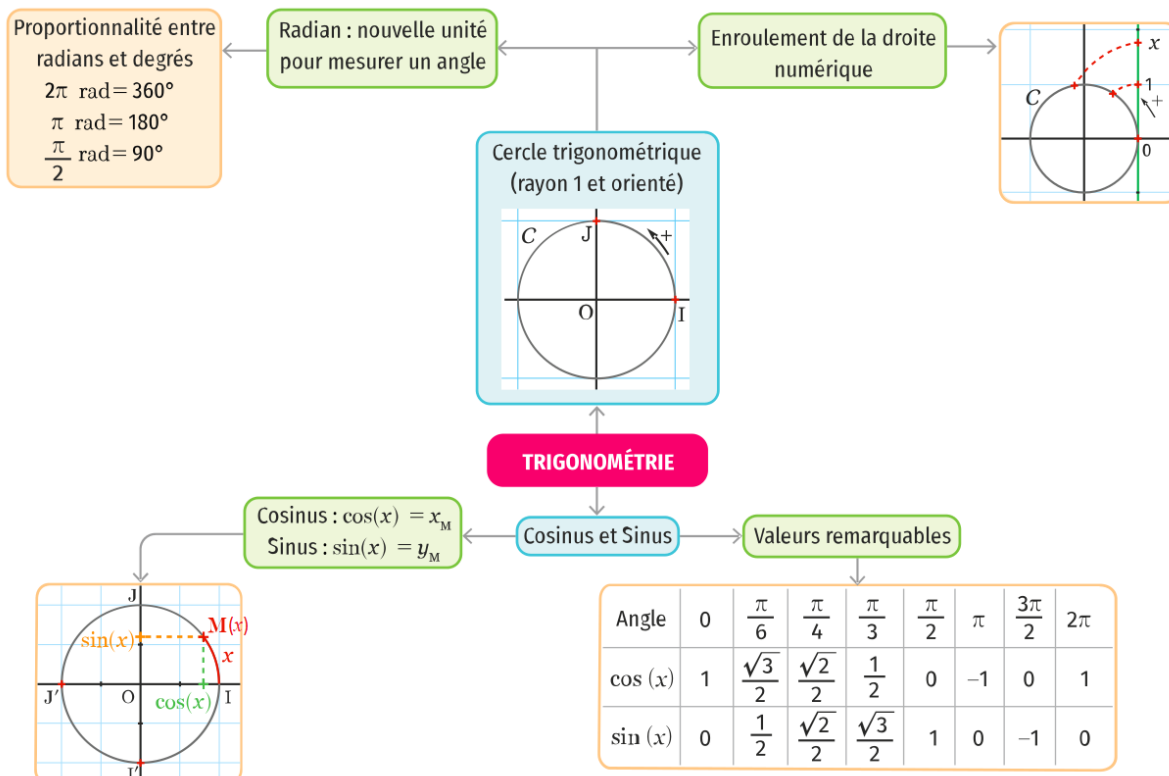 Proportionnalité entre
radians et degrés
2π rad = 360°
π rad = 180°
π/2 rad = 90°
Radian : nouvelle unité
pour mesurer un angle
Enroulement de la droite
numérique
x
1
C
+
0
Cercle trigonométrique
(rayon 1 et orienté)
C
J
+
O
I
TRIGONOMÉTRIE
Cosinus : cos(x) = x_M
Sinus : sin(x) = y_M
Cosinus et Sinus
Valeurs remarquables
J
sin(x)
M(x)
x
J'
O
cos(x)
I
I'
Angle 0 π/6 π/4 π/3 π/2 π 3π/2 2π
cos (x) 1 √3/2 √2/2 1/2 0 −1 0 1
sin (x) 0 1/2 √2/2 √3/2 1 0 −1 0